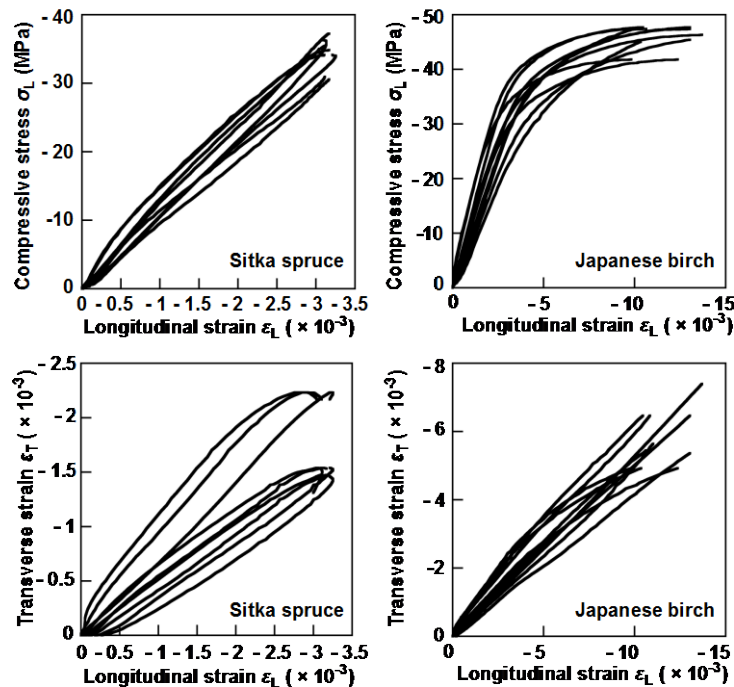 Compressive stress σL (MPa)
- 40
- 30
- 20
-10
0
Sitka spruce
0 - 0.5 - 1 - 1.5 - 2 - 2.5 - 3 - 3.5
Longitudinal strain εL ( × 10-3)
Compressive stress σL (MPa)
- 50
-40
-30
-20
-10
0
Japanese birch
0 - 5 -10 - 15
Longitudinal strain εL ( × 10-3)
Transverse strain εT ( × 10-3)
- 2.5
- 2
- 1.5
- 1
- 0.5
0
Sitka spruce
0 - 0.5 - 1 - 1.5 - 2 - 2.5 - 3 - 3.5
Longitudinal strain εL ( × 10-3)
Transverse strain εT ( × 10-3)
- 8
- 6
- 4
- 2
0
Japanese birch
0 -5 -10 -15
Longitudinal strain εL ( × 10-3)